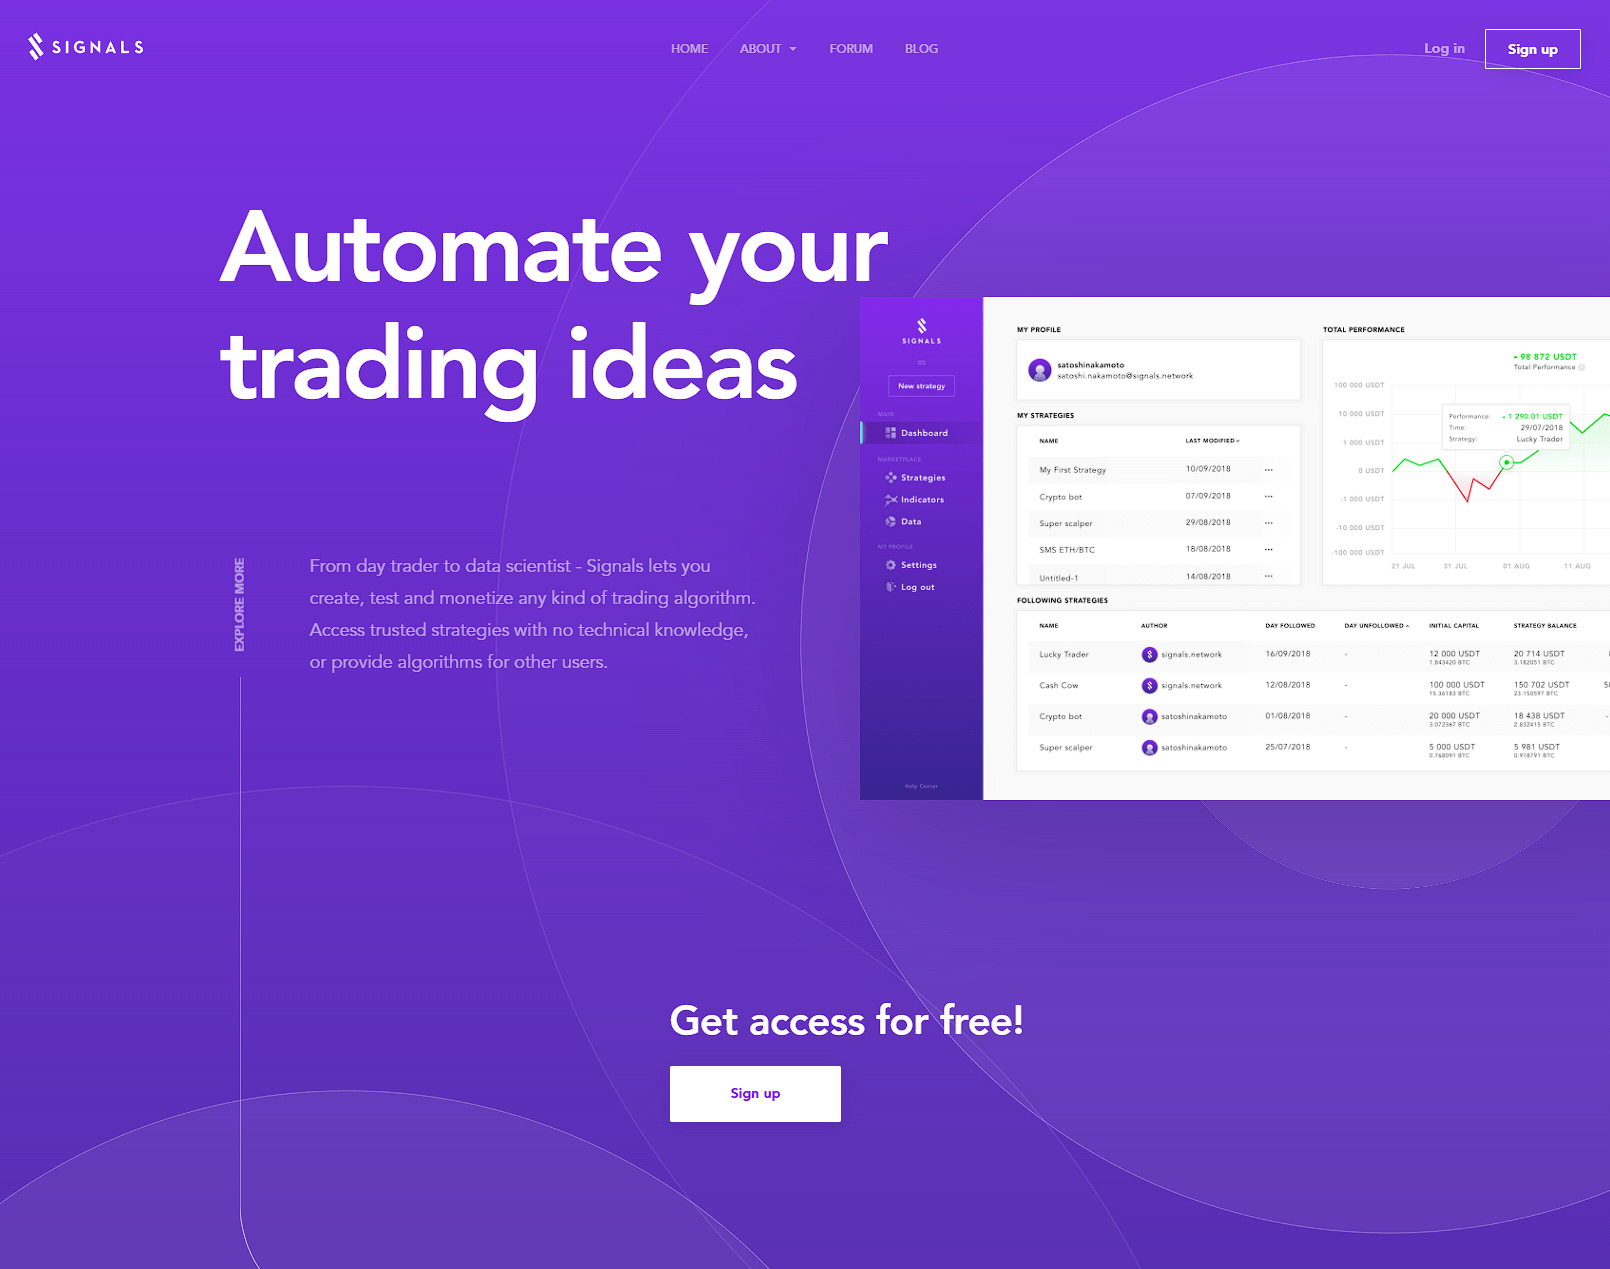 SIGNALS
HOME ABOUT FORUM BLOG
Log in Sign up
Automate your
trading ideas
EXPLORE MORE
From day trader to data scientist - Signals lets you
create, test and monetize any kind of trading algorithm.
Access trusted strategies with no technical knowledge,
or provide algorithms for other users.
SIGNALS
New strategy
MAIN
Dashboard
MARKETPLACE
Strategies
Indicators
Data
MY PROFILE
Settings
Log out
Help Center
MY PROFILE
satoshinakamoto
satoshi.nakamoto@signals.network
MY STRATEGIES
NAME LAST MODIFIED
My First Strategy 10/09/2018 ...
Crypto bot 07/09/2018 ...
Super scalper 29/08/2018 ...
SMS ETH/BTC 18/08/2018 ...
Untitled-1 14/08/2018 ...
TOTAL PERFORMANCE
98 872 USDT
Total Performance
100 000 USDT
10 000 USDT
1 000 USDT
0 USDT
-1 000 USDT
-10 000 USDT
-100 000 USDT
Performance: 1 290.01 USDT
Time: 29/07/2018
Strategy: Lucky Trader
21 JUL 31 JUL 01 AUG 11 AUG
FOLLOWING STRATEGIES
NAME AUTHOR DAY FOLLOWED DAY UNFOLLOWED INITIAL CAPITAL STRATEGY BALANCE
Lucky Trader signals.network 16/09/2018 - 12 000 USDT 20 714 USDT
1.843420 BTC 3.182051 BTC
Cash Cow signals.network 12/08/2018 - 100 000 USDT 150 702 USDT
15.36183 BTC 23.150597 BTC
Crypto bot satoshinakamoto 01/08/2018 - 20 000 USDT 18 438 USDT
3.072367 BTC 2.832415 BTC
Super scalper satoshinakamoto 25/07/2018 - 5 000 USDT 5 981 USDT
0.768091 BTC 0.918791 BTC
Get access for free!
Sign up